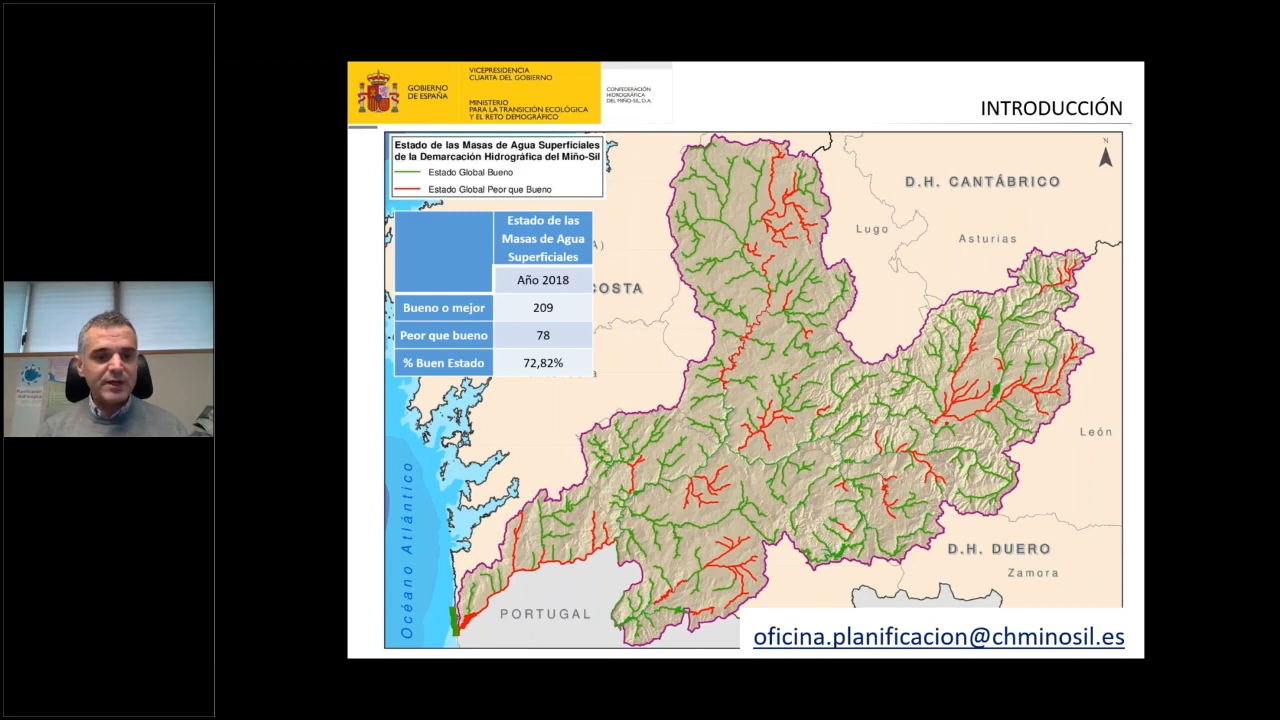 GOBIERNO
DE ESPAÑA
VICEPRESIDENCIA
CUARTA DEL GOBIERNO
MINISTERIO
PARA LA TRANSICIÓN ECOLÓGICA
Y EL RETO DEMOGRÁFICO
CONFEDERACIÓN
HIDROGRÁFICA
DEL MIÑO-SIL, O.A.
INTRODUCCIÓN
Estado de las Masas de Agua Superficiales
de la Demarcación Hidrográfica del Miño-Sil
Estado Global Bueno
Estado Global Peor que Bueno
Estado de las
Masas de Agua
Superficiales
Año 2018
Bueno o mejor 209
Peor que bueno 78
% Buen Estado 72,82%
N
D.H. CANTÁBRICO
Lugo
Asturias
COSTA
León
Océano Atlántico
D.H. DUERO
Zamora
PORTUGAL
oficina.planificacion@chminosil.es